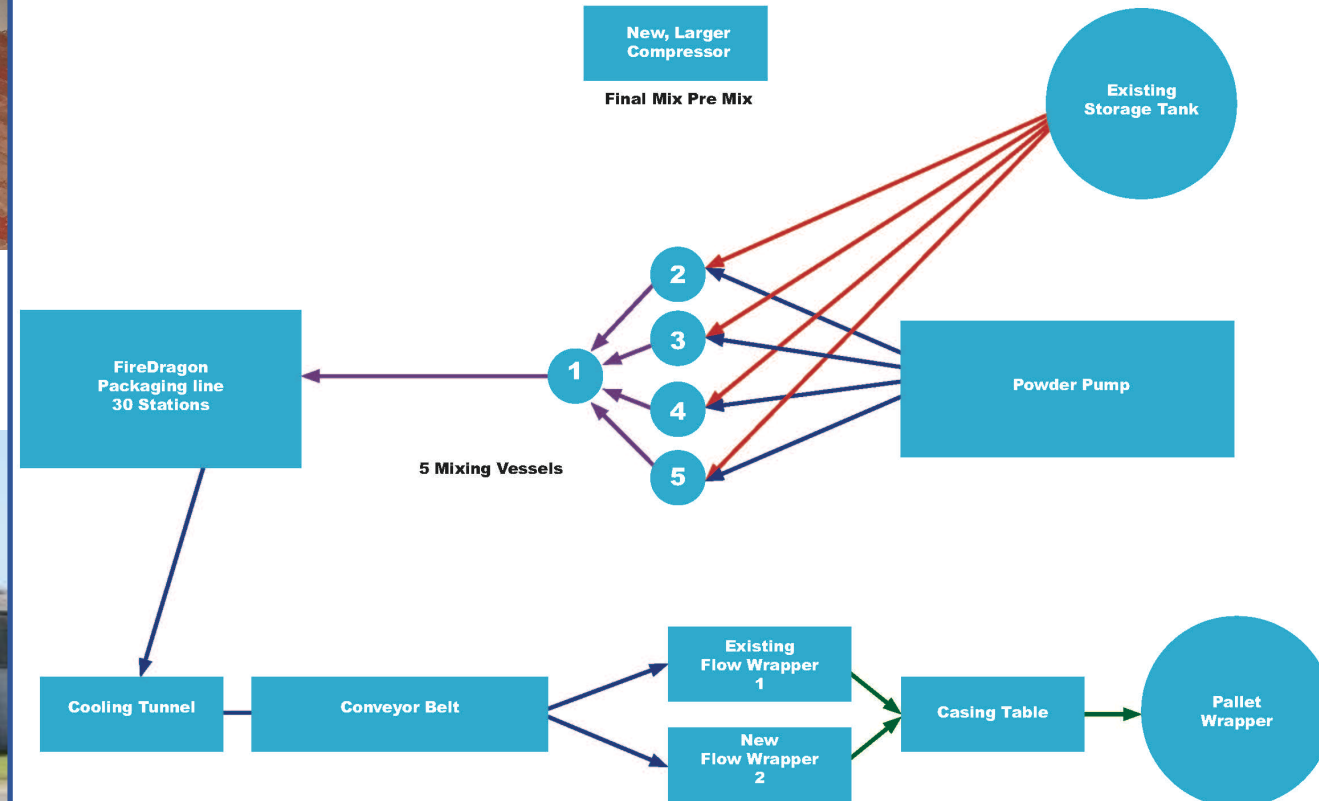 New, Larger
Compressor
Final Mix Pre Mix
Existing
Storage Tank
2
3
1
4
5
FireDragon
Packaging line
30 Stations
Powder Pump
5 Mixing Vessels
Cooling Tunnel
Conveyor Belt
Existing
Flow Wrapper
1
New
Flow Wrapper
2
Casing Table
Pallet
Wrapper